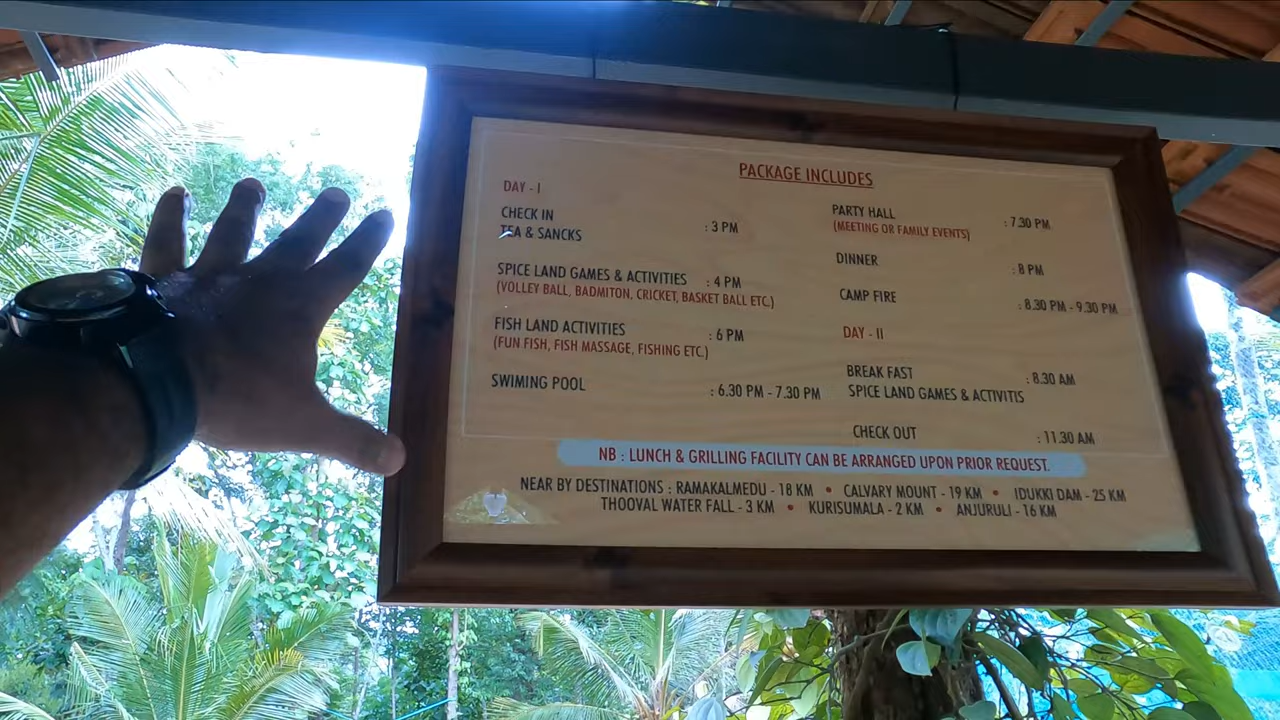 PACKAGE INCLUDES
DAY - I
CHECK IN
TEA & SANCKS : 3 PM
SPICE LAND GAMES & ACTIVITIES : 4 PM
(VOLLEY BALL, BADMITON, CRICKET, BASKET BALL ETC.)
FISH LAND ACTIVITIES : 6 PM
(FUN FISH, FISH MASSAGE, FISHING ETC.)
SWIMING POOL : 6.30 PM - 7.30 PM
PARTY HALL : 7.30 PM
(MEETING OR FAMILY EVENTS)
DINNER : 8 PM
CAMP FIRE : 8.30 PM - 9.30 PM
DAY - II
BREAK FAST : 8.30 AM
SPICE LAND GAMES & ACTIVITIS
CHECK OUT : 11.30 AM
NB : LUNCH & GRILLING FACILITY CAN BE ARRANGED UPON PRIOR REQUEST.
NEAR BY DESTINATIONS : RAMAKALMEDU - 18 KM • CALVARY MOUNT - 19 KM • IDUKKI DAM - 25 KM
THOOVAL WATER FALL - 3 KM • KURISUMALA - 2 KM • ANJURULI - 16 KM